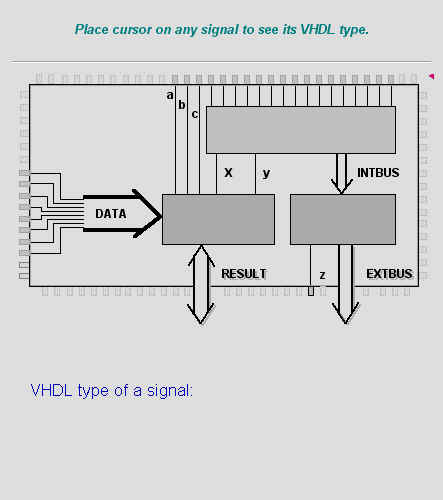 Place cursor on any signal to see its VHDL type.
a
b
c
X
y
INTBUS
DATA
RESULT
z
EXTBUS
VHDL type of a signal: